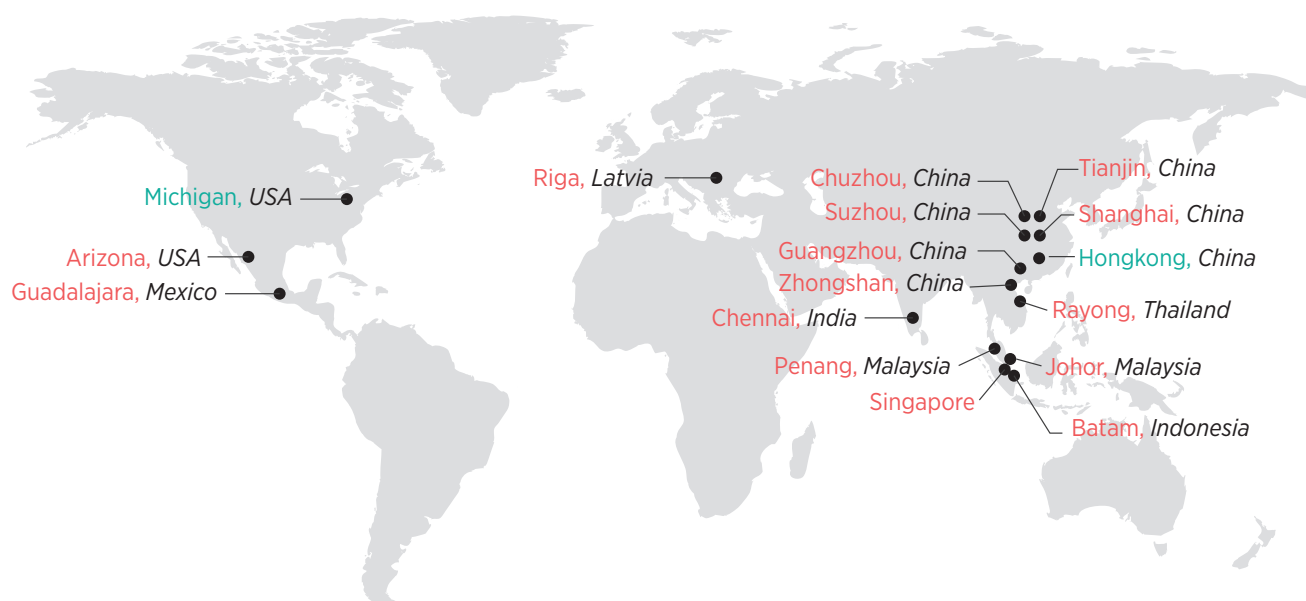 Michigan, USA
Arizona, USA
Guadalajara, Mexico
Riga, Latvia
Chuzhou, China
Tianjin, China
Suzhou, China
Shanghai, China
Guangzhou, China
Hongkong, China
Zhongshan, China
Chennai, India
Rayong, Thailand
Penang, Malaysia
Johor, Malaysia
Singapore
Batam, Indonesia